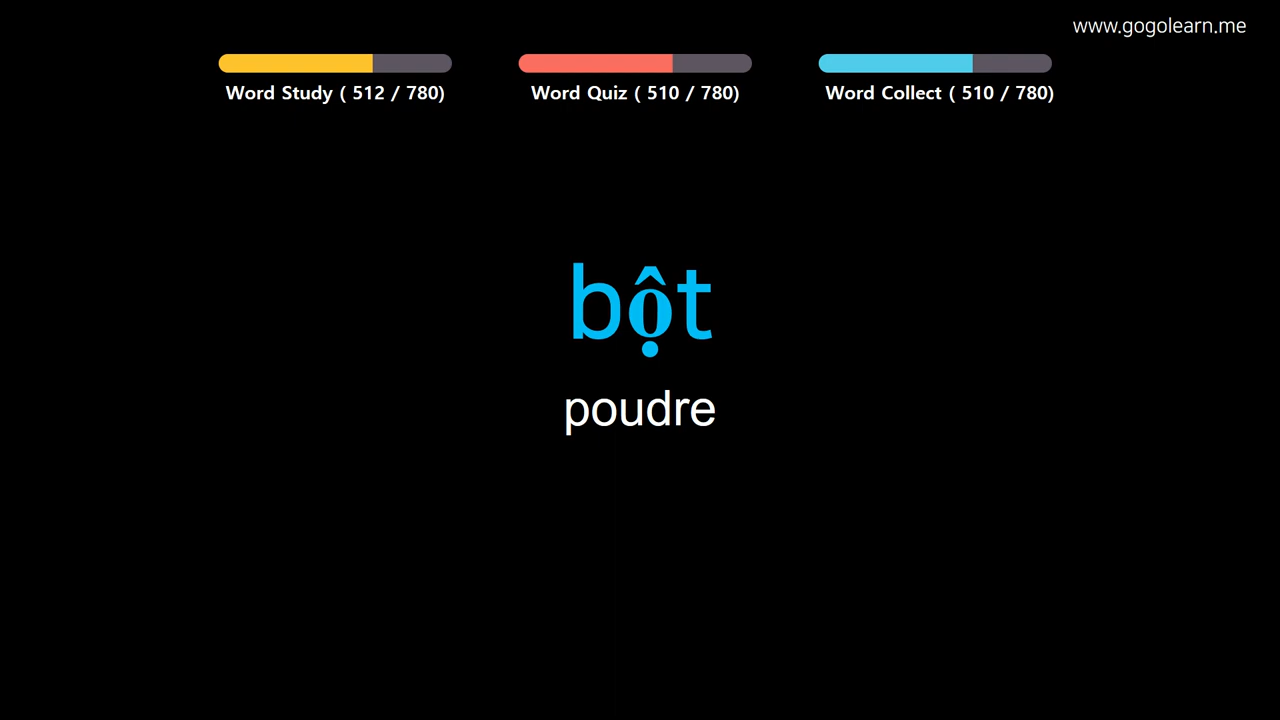 www.gogolearn.me
Word Study ( 512 / 780)
Word Quiz ( 510 / 780)
Word Collect ( 510 / 780)
bột
poudre